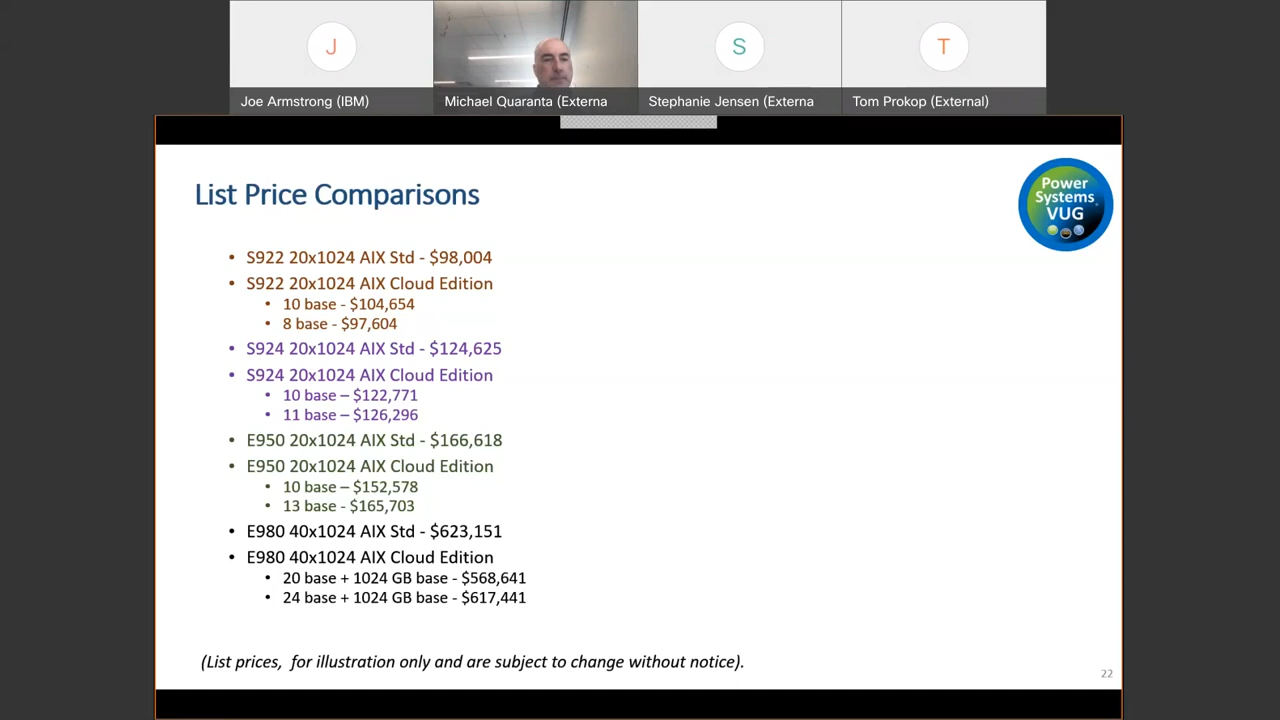 J
S
T
Joe Armstrong (IBM)
Michael Quaranta (Externa
Stephanie Jensen (Externa
Tom Prokop (External)
List Price Comparisons
Power
Systems
VUG
• S922 20x1024 AIX Std - $98,004
• S922 20x1024 AIX Cloud Edition
• 10 base - $104,654
• 8 base - $97,604
• S924 20x1024 AIX Std - $124,625
• S924 20x1024 AIX Cloud Edition
• 10 base – $122,771
• 11 base – $126,296
• E950 20x1024 AIX Std - $166,618
• E950 20x1024 AIX Cloud Edition
• 10 base – $152,578
• 13 base - $165,703
• E980 40x1024 AIX Std - $623,151
• E980 40x1024 AIX Cloud Edition
• 20 base + 1024 GB base - $568,641
• 24 base + 1024 GB base - $617,441
(List prices,  for illustration only and are subject to change without notice).
22